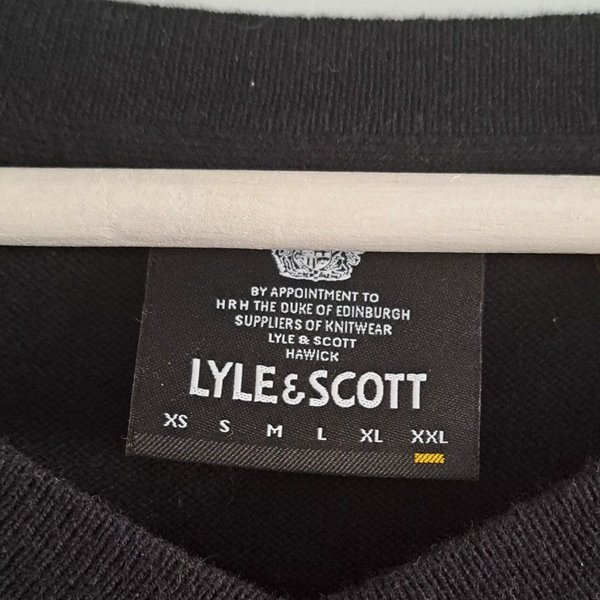 BY APPOINTMENT TO
HRH THE DUKE OF EDINBURGH
SUPPLIERS OF KNITWEAR
LYLE & SCOTT
HAWICK
LYLE & SCOTT
XS S M L XL XXL